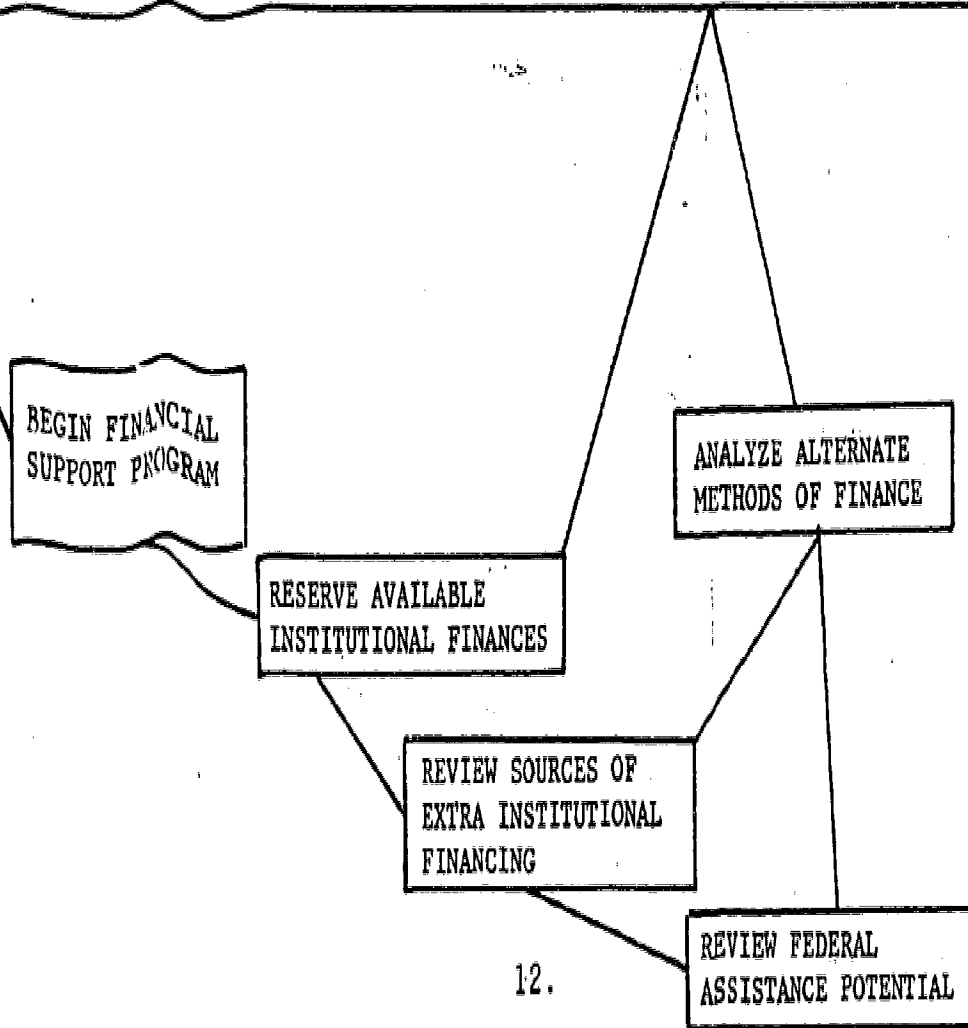 BEGIN FINANCIAL
SUPPORT PROGRAM
ANALYZE ALTERNATE
METHODS OF FINANCE
RESERVE AVAILABLE
INSTITUTIONAL FINANCES
REVIEW SOURCES OF
EXTRA INSTITUTIONAL
FINANCING
REVIEW FEDERAL
ASSISTANCE POTENTIAL
12.